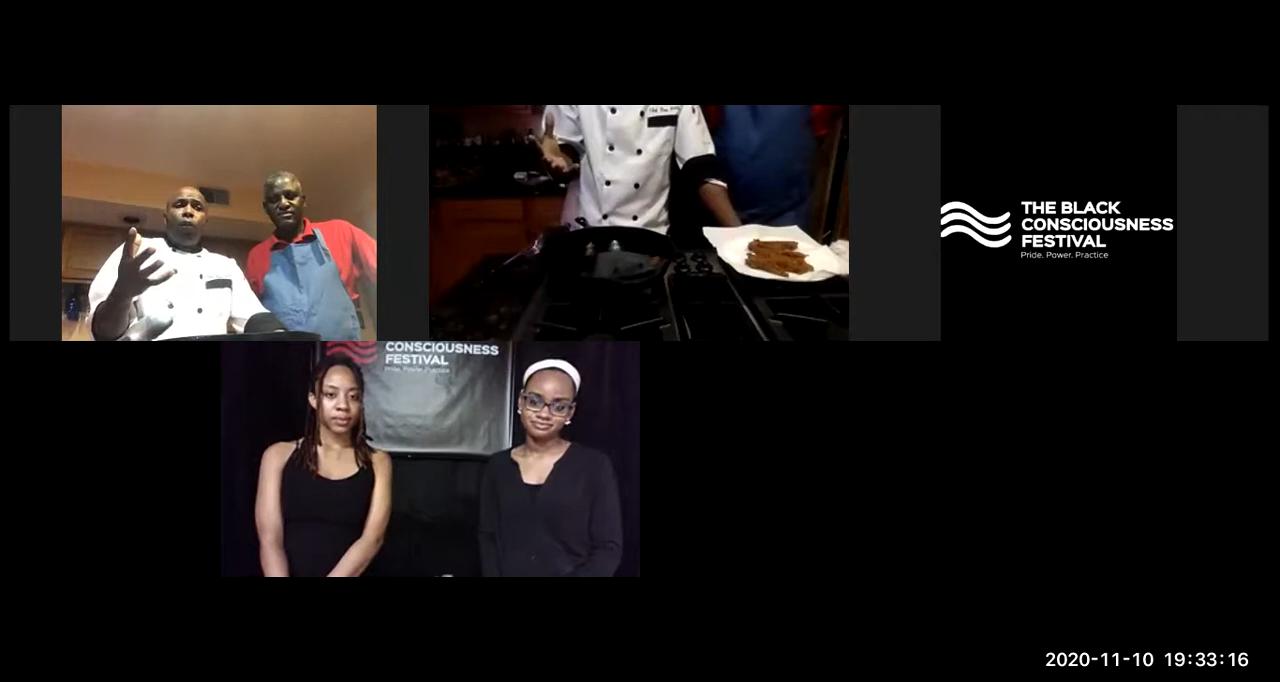 THE BLACK
CONSCIOUSNESS
FESTIVAL
Pride. Power. Practice
CONSCIOUSNESS
FESTIVAL
Pride. Power. Practice
2020-11-10 19:33:16